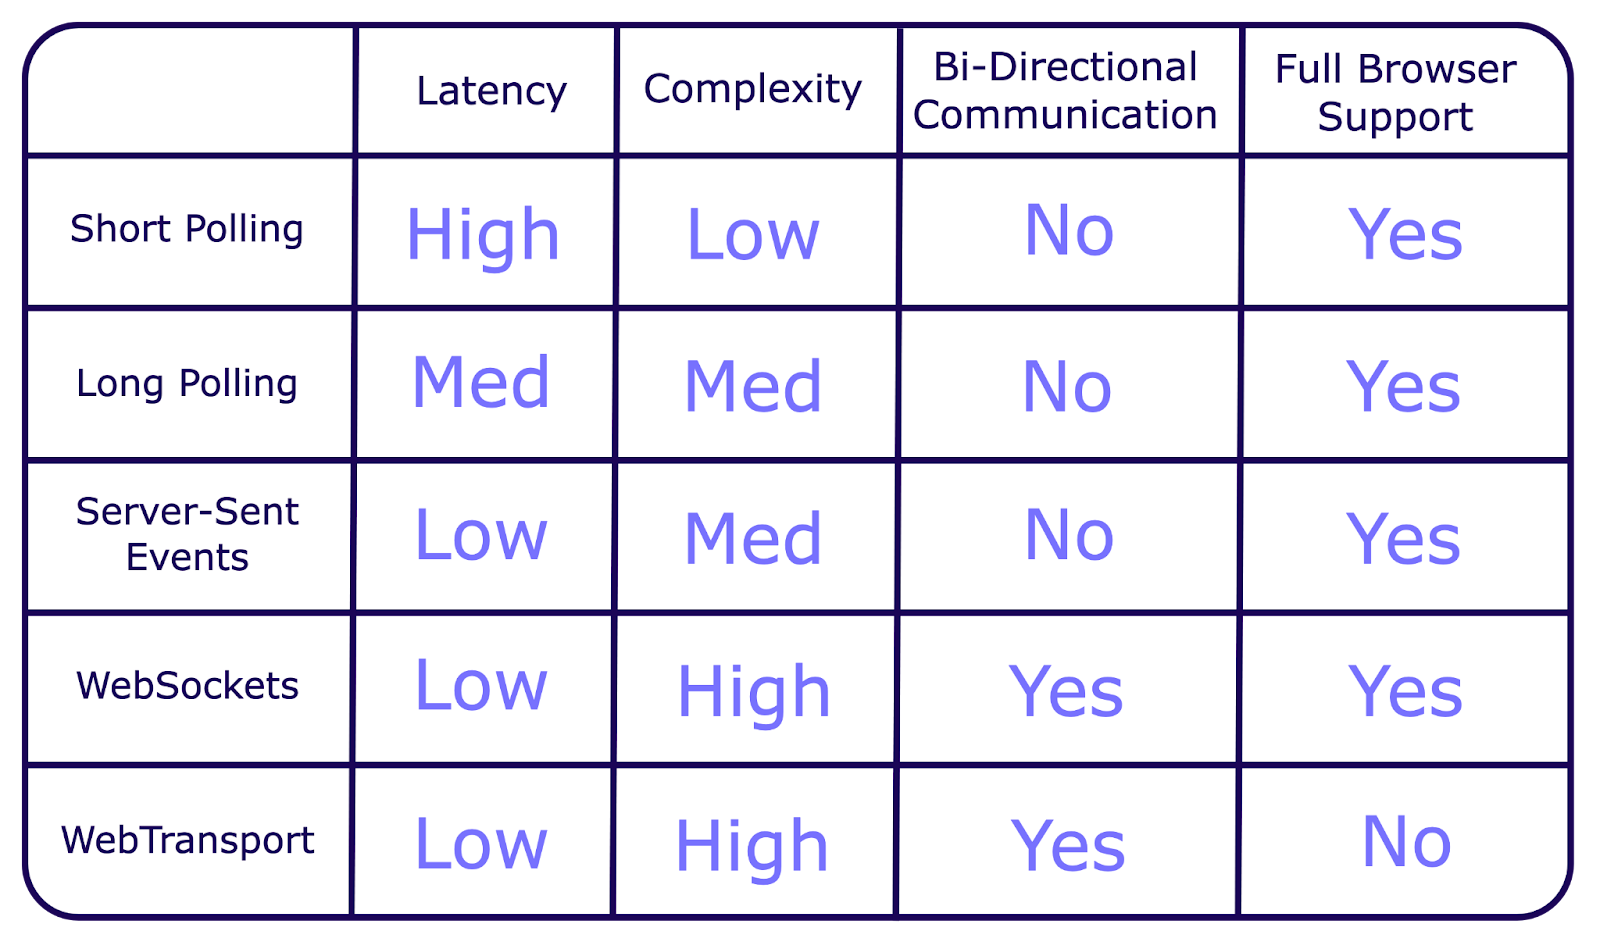 Latency
Complexity
Bi-Directional
Communication
Full Browser
Support
Short Polling
High
Low
No
Yes
Long Polling
Med
Med
No
Yes
Server-Sent
Events
Low
Med
No
Yes
WebSockets
Low
High
Yes
Yes
WebTransport
Low
High
Yes
No